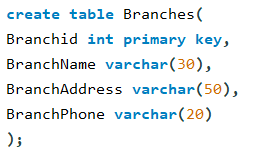 create table Branches(
Branchid int primary key,
BranchName varchar(30),
BranchAddress varchar(50),
BranchPhone varchar(20)
);